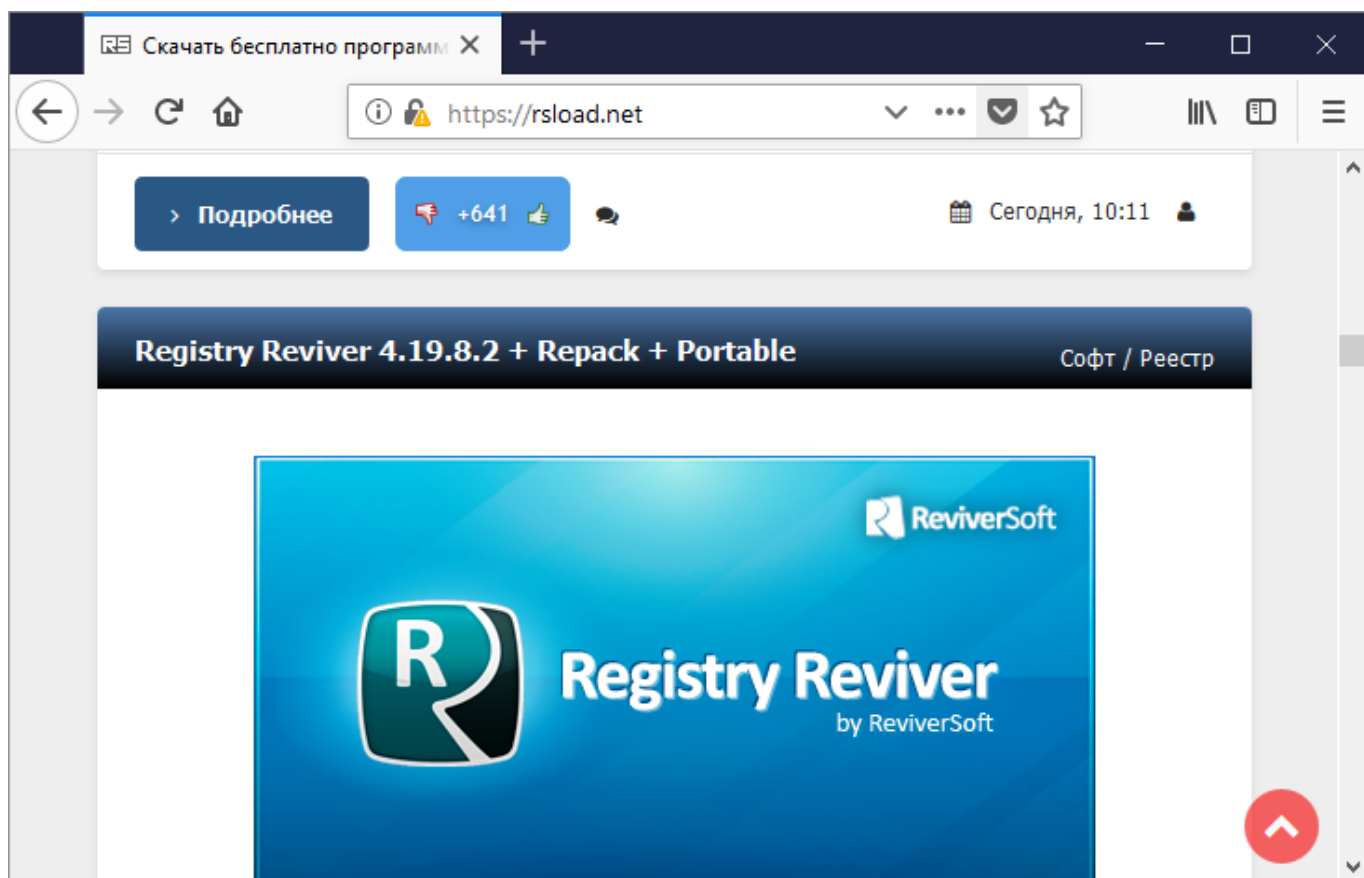 Скачать бесплатно программ
https://rsload.net
Подробнее
+641
Сегодня, 10:11
Registry Reviver 4.19.8.2 + Repack + Portable
Софт / Реестр
ReviverSoft
R
Registry Reviver
by ReviverSoft